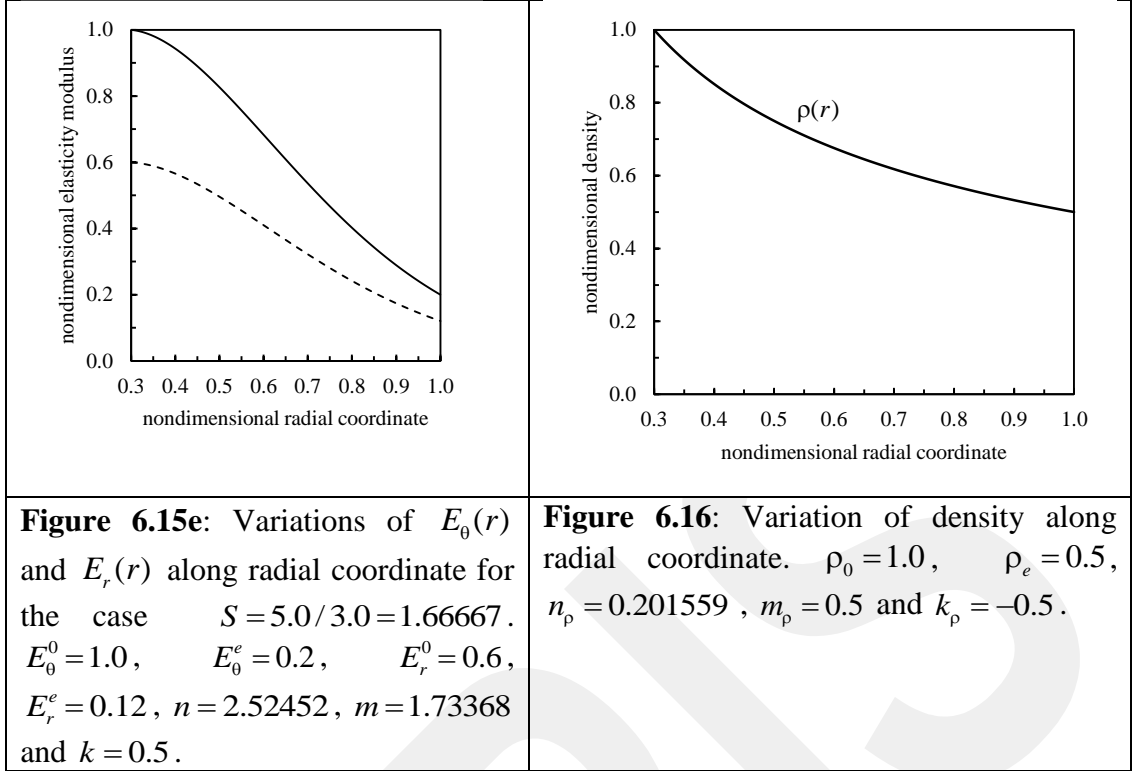 1.0
0.8
0.6
0.4
0.2
0.0
nondimensional elasticity modulus
0.3 0.4 0.5 0.6 0.7 0.8 0.9 1.0
nondimensional radial coordinate
1.0
0.8
0.6
0.4
0.2
0.0
nondimensional density
ρ(r)
0.3 0.4 0.5 0.6 0.7 0.8 0.9 1.0
nondimensional radial coordinate
Figure 6.15e: Variations of E_θ(r)
and E_r(r) along radial coordinate for
the case S = 5.0 / 3.0 = 1.66667.
E_θ^0 = 1.0, E_θ^e = 0.2, E_r^0 = 0.6,
E_r^e = 0.12, n = 2.52452, m = 1.73368
and k = 0.5.
Figure 6.16: Variation of density along
radial coordinate. ρ_0 = 1.0, ρ_e = 0.5,
n_ρ = 0.201559, m_ρ = 0.5 and k_ρ = −0.5.